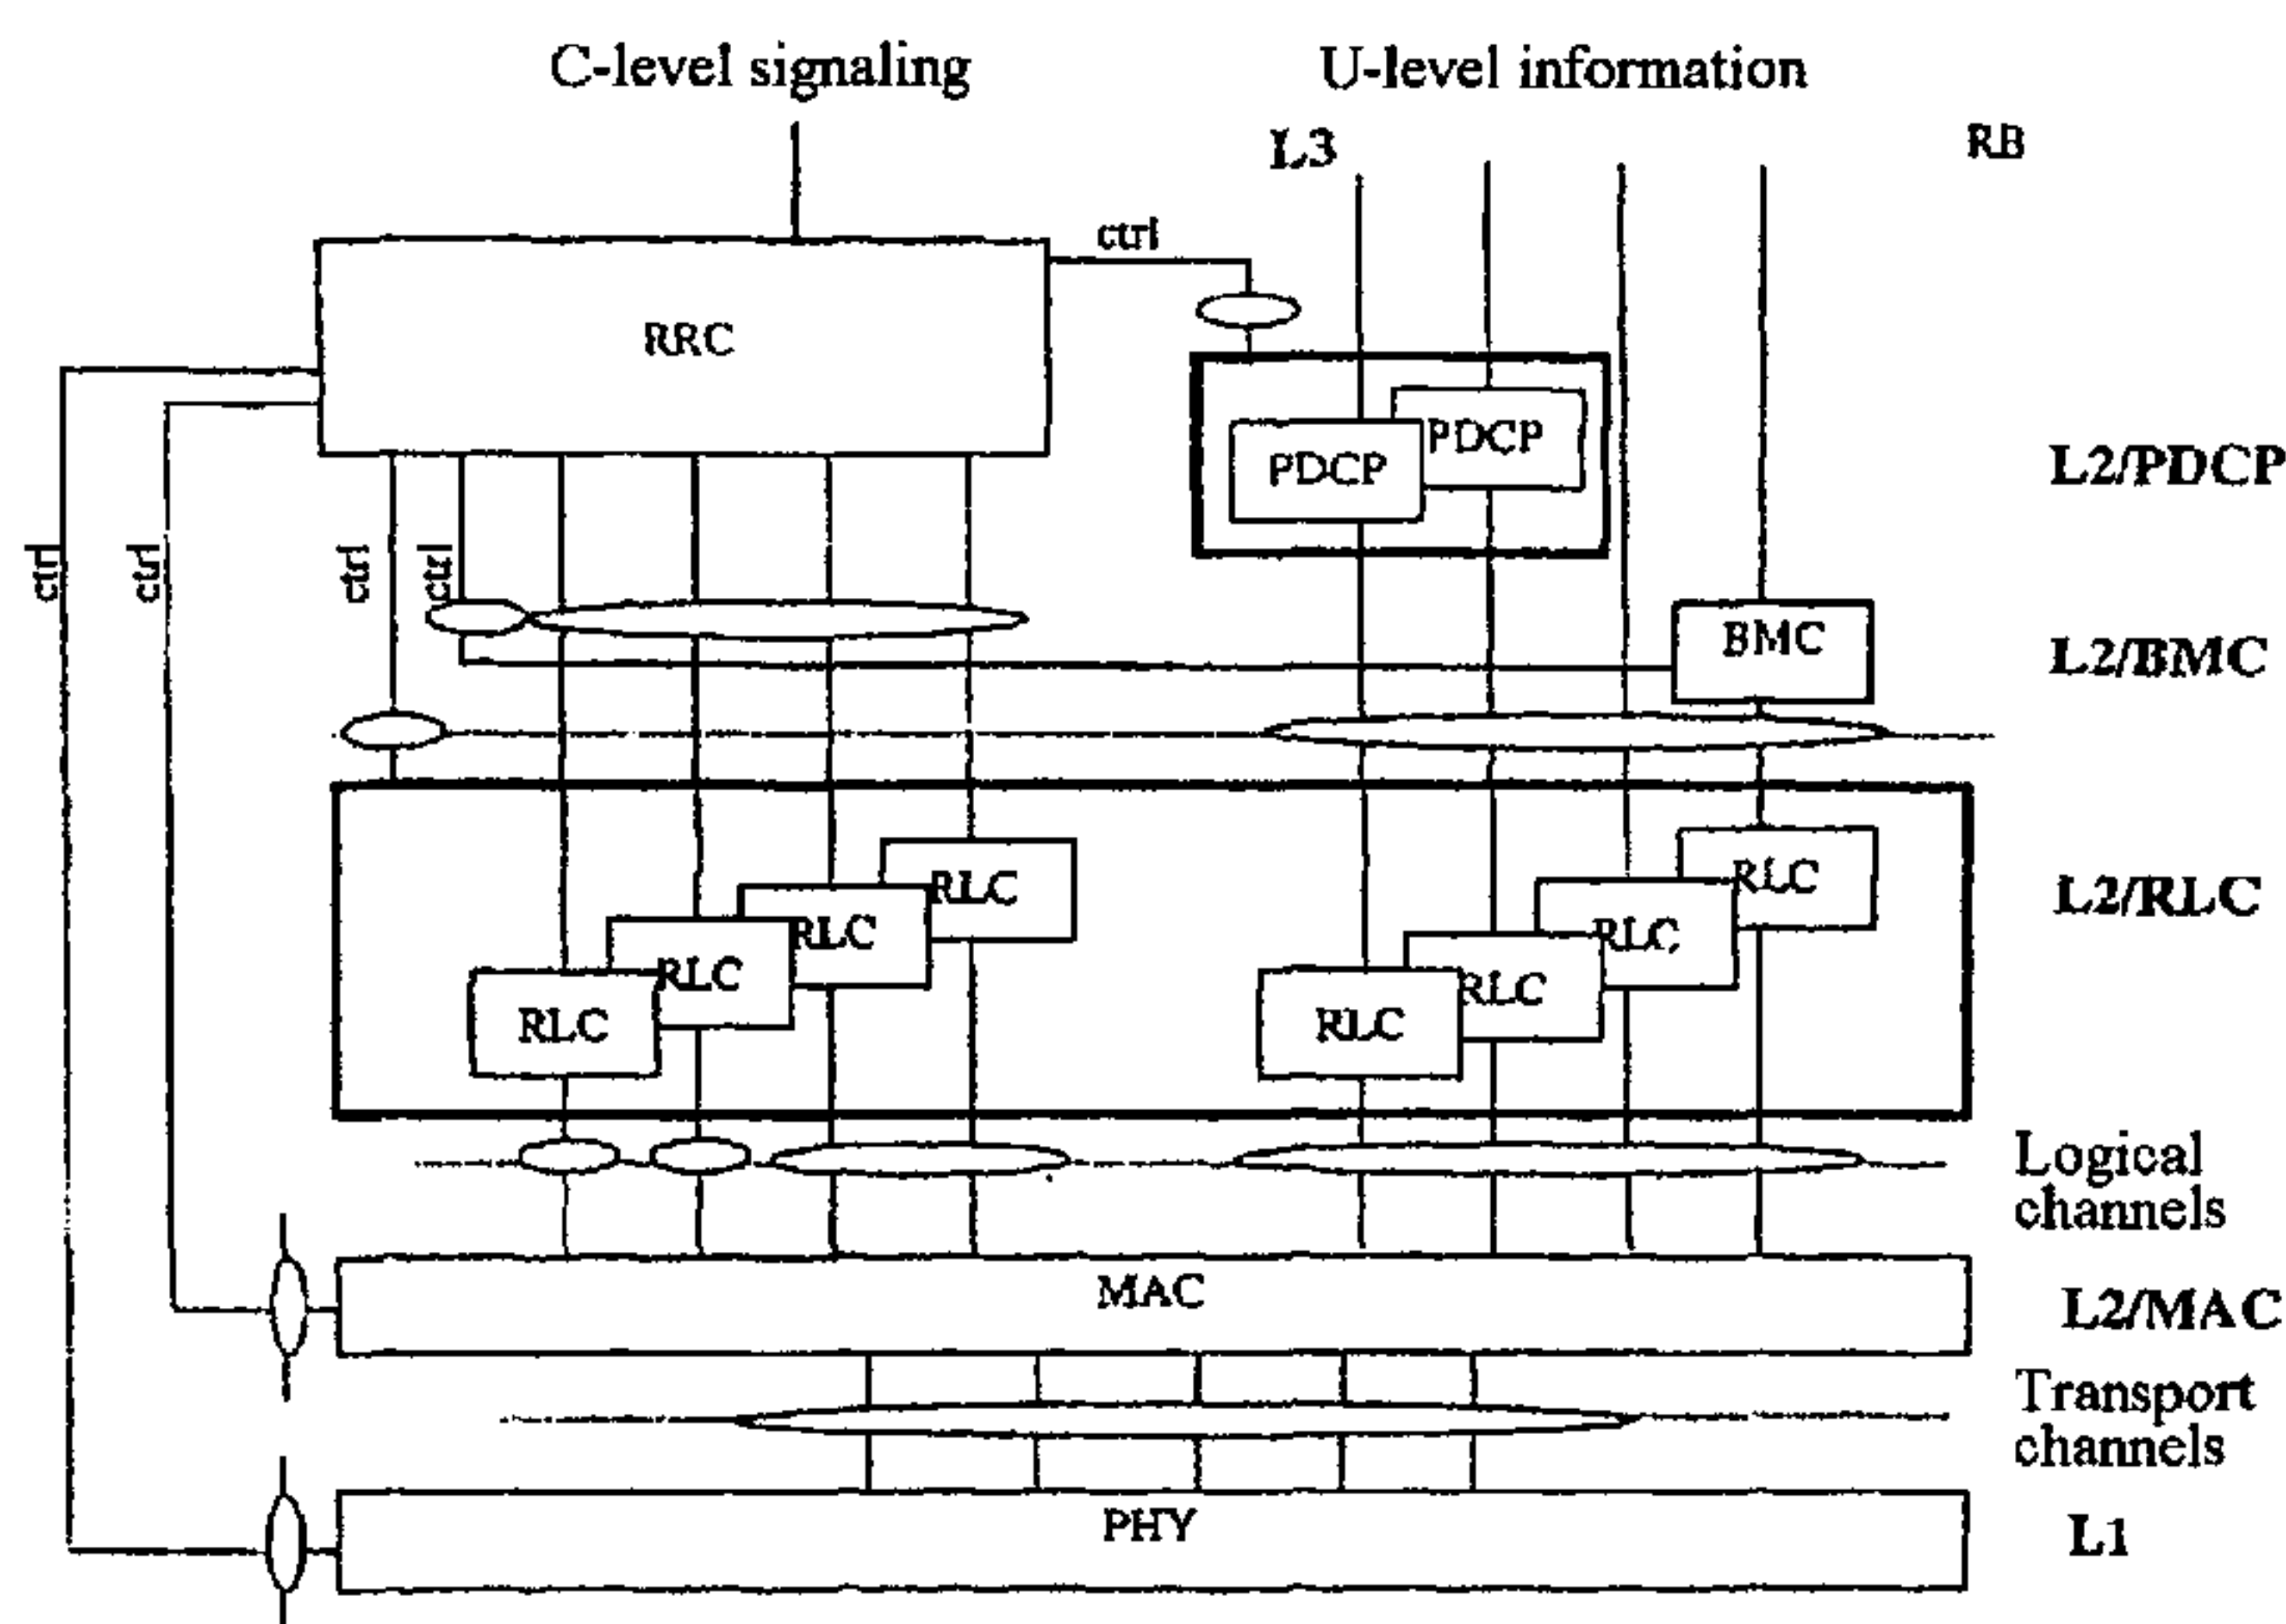 C-level signaling
U-level information
L3
RB
ctrl
RRC
PDCP
PDCP
L2/PDCP
ctrl
ctrl
ctrl
ctrl
BMC
L2/BMC
RLC
RLC
RLC
RLC
RLC
RLC
RLC
RLC
L2/RLC
Logical
channels
MAC
L2/MAC
Transport
channels
PHY
L1